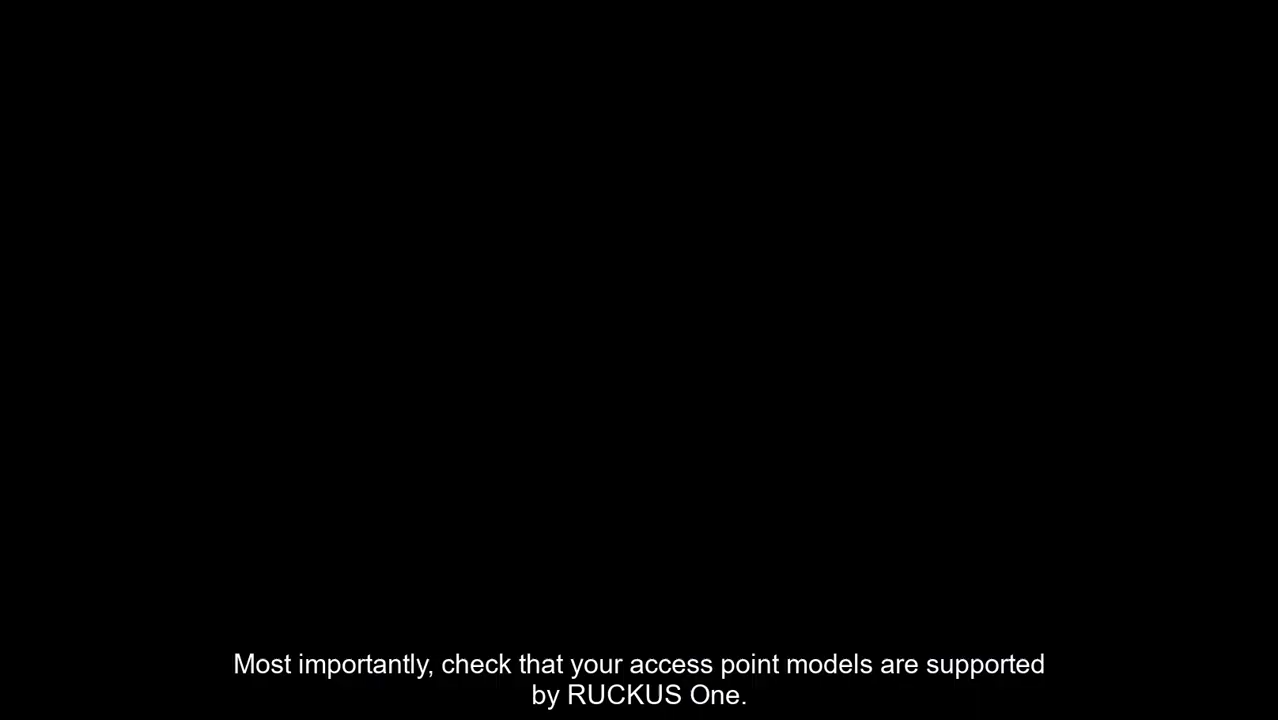 Most importantly, check that your access point models are supported
by RUCKUS One.